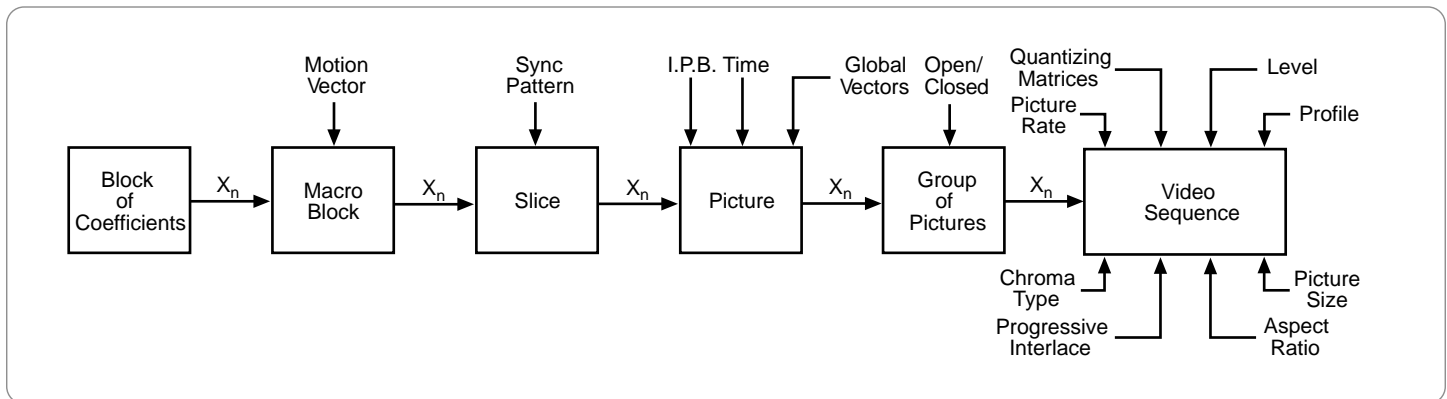 Motion
Vector
Sync
Pattern
I.P.B. Time
Global
Vectors
Open/
Closed
Quantizing
Matrices
Level
Picture
Rate
Profile
Block
of
Coefficients
Xn
Macro
Block
Xn
Slice
Xn
Picture
Xn
Group
of
Pictures
Xn
Video
Sequence
Chroma
Type
Progressive
Interlace
Aspect
Ratio
Picture
Size